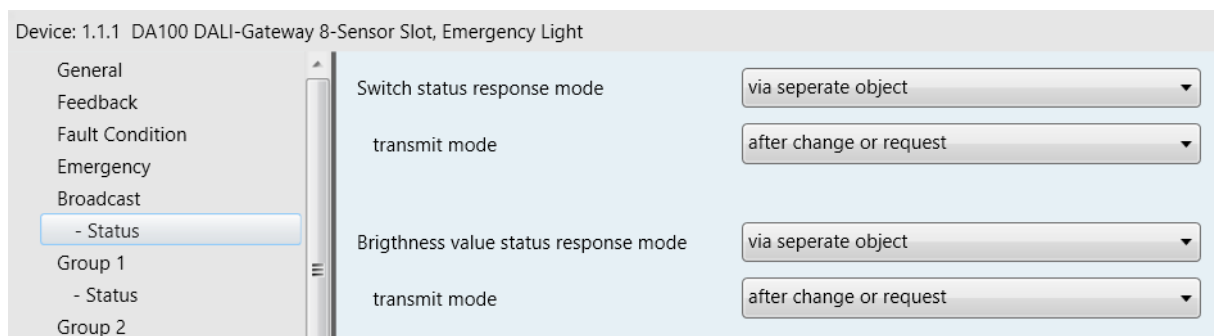 Device: 1.1.1 DA100 DALI-Gateway 8-Sensor Slot, Emergency Light
General
Feedback
Fault Condition
Emergency
Broadcast
- Status
Group 1
- Status
Group 2
Switch status response mode
via seperate object
transmit mode
after change or request
Brigthness value status response mode
via seperate object
transmit mode
after change or request